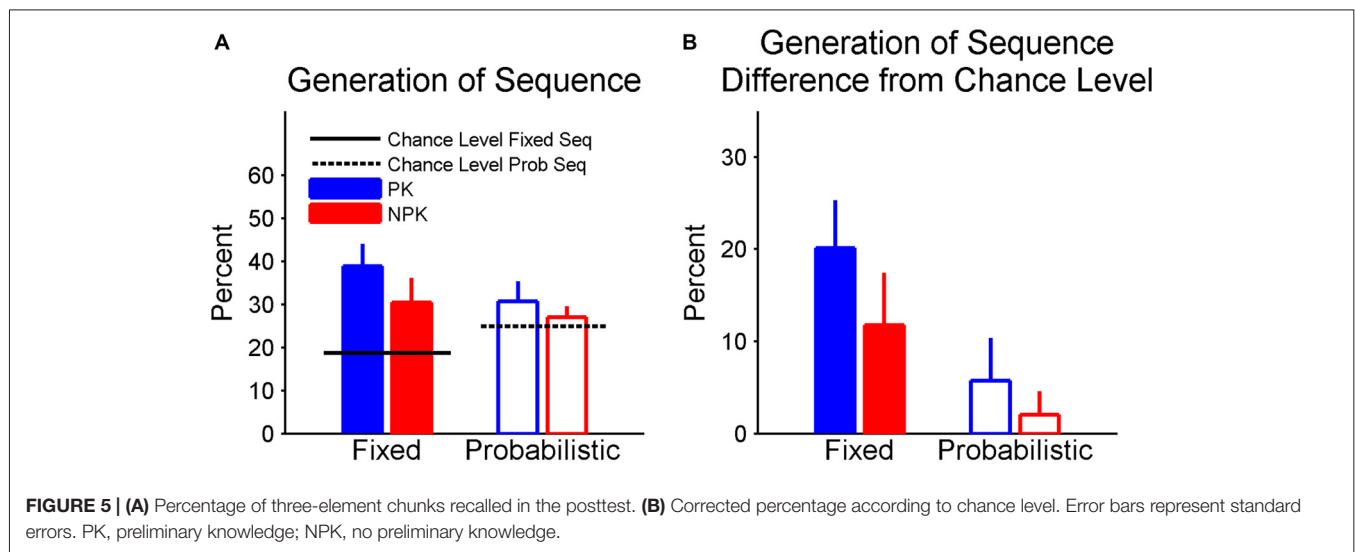 A
Generation of Sequence
Chance Level Fixed Seq
Chance Level Prob Seq
PK
NPK
Percent
60
50
40
30
20
10
0
Fixed
Probabilistic
B
Generation of Sequence
Difference from Chance Level
Percent
30
20
10
0
Fixed
Probabilistic
FIGURE 5 | (A) Percentage of three-element chunks recalled in the posttest. (B) Corrected percentage according to chance level. Error bars represent standard
errors. PK, preliminary knowledge; NPK, no preliminary knowledge.